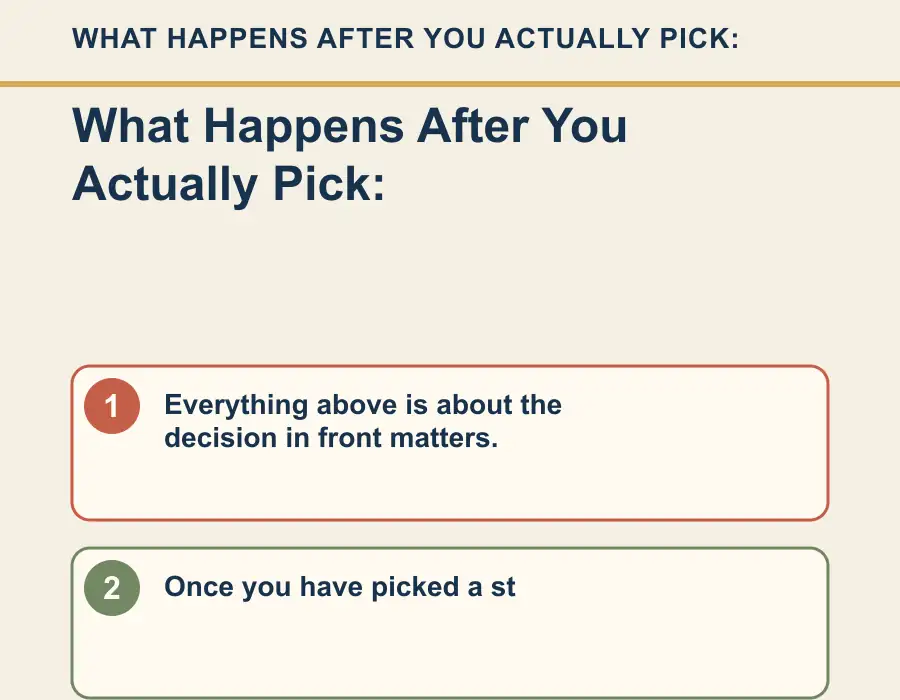 WHAT HAPPENS AFTER YOU ACTUALLY PICK:
What Happens After You
Actually Pick:
1
Everything above is about the
decision in front matters.
2
Once you have picked a st